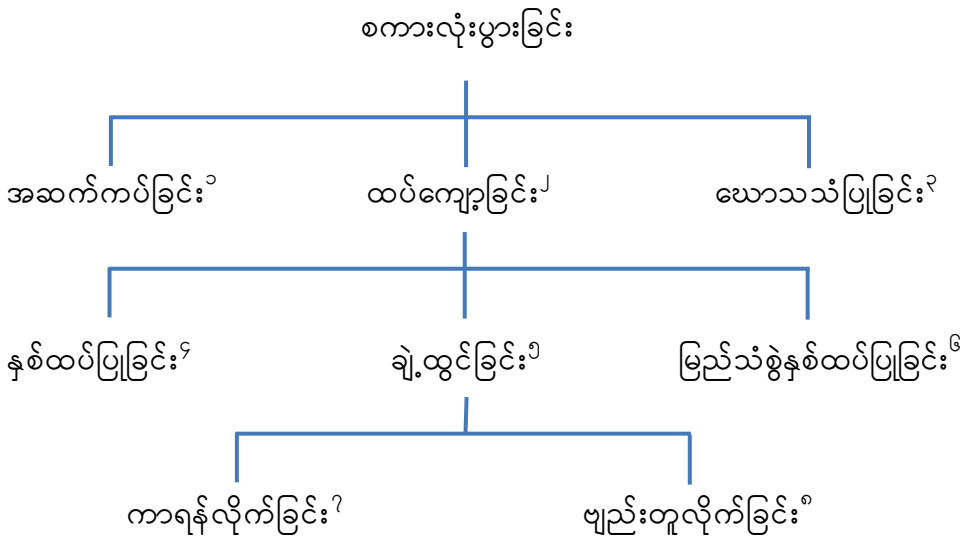 စကားလုံးပွားခြင်း
အဆက်ကပ်ခြင်း၁ ထပ်ကျော့ခြင်း၂ ဃောသသံပြုခြင်း၃
နှစ်ထပ်ပြုခြင်း၄ ချဲ့ထွင်ခြင်း၅ မြည်သံစွဲနှစ်ထပ်ပြုခြင်း၆
ကာရန်လိုက်ခြင်း၇ ဗျည်းတူလိုက်ခြင်း၈